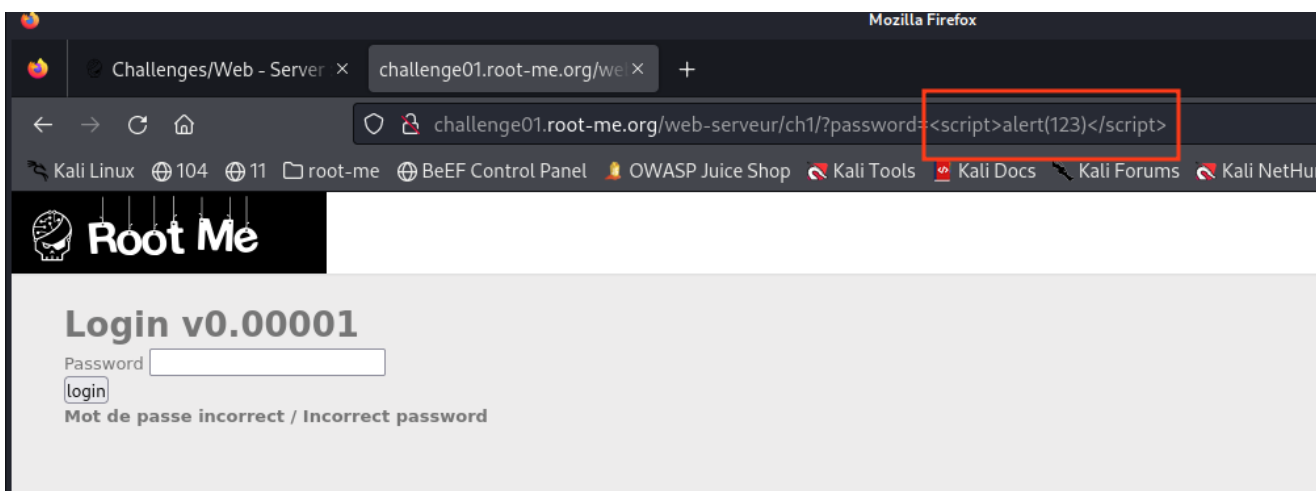 Mozilla Firefox
Challenges/Web - Server × challenge01.root-me.org/we × +
challenge01.root-me.org/web-serveur/ch1/?password=<script>alert(123)</script>
Kali Linux 104 11 root-me BeEF Control Panel OWASP Juice Shop Kali Tools Kali Docs Kali Forums Kali NetHu
Root Me
Login v0.00001
Password
login
Mot de passe incorrect / Incorrect password